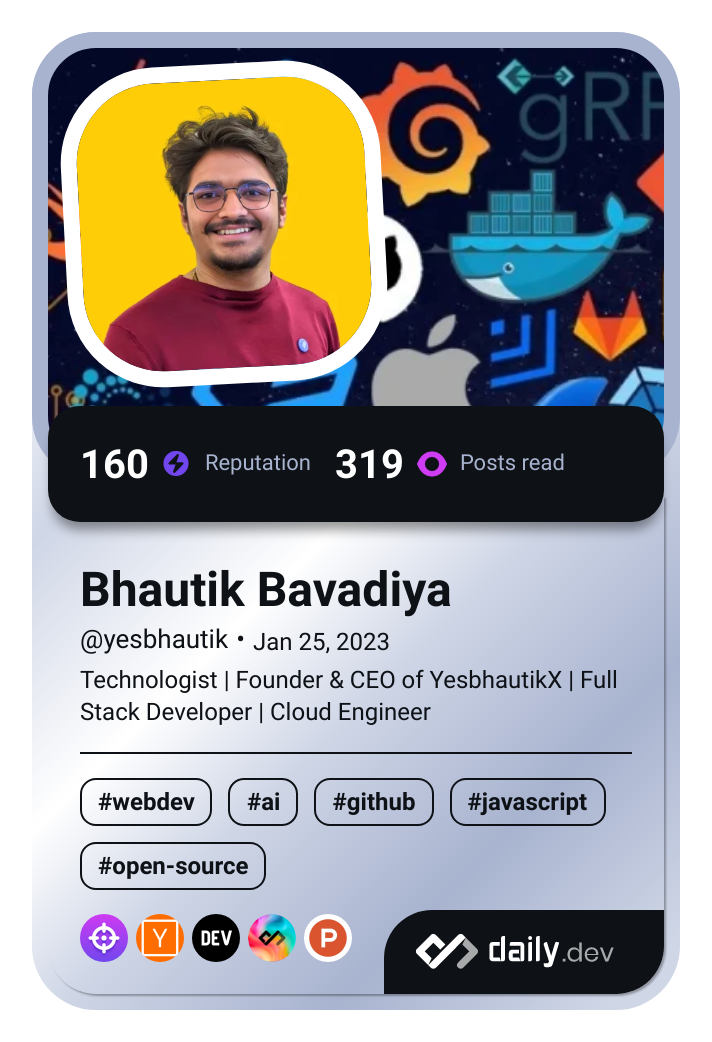 gRP
160 Reputation 319 Posts read
Bhautik Bavadiya
@yesbhautik • Jan 25, 2023
Technologist | Founder & CEO of YesbhautikX | Full
Stack Developer | Cloud Engineer
#webdev #ai #github #javascript
#open-source
Y DEV P daily.dev